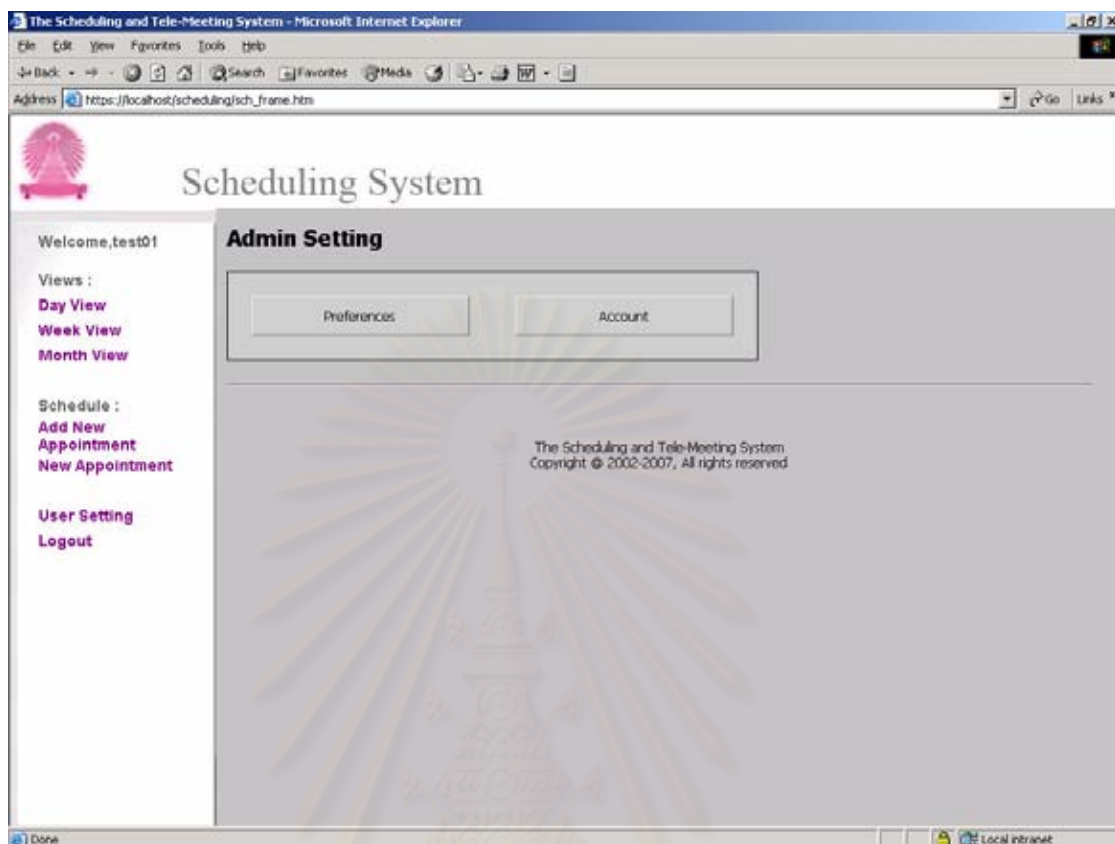 The Scheduling and Tele-Meeting System - Microsoft Internet Explorer
File Edit View Favorites Tools Help
Back Search Favorites Media
Address https://localhost/scheduling/sch_frame.htm Go Links
Scheduling System
Welcome,test01
Views :
Day View
Week View
Month View
Schedule :
Add New
Appointment
New Appointment
User Setting
Logout
Admin Setting
Preferences Account
The Scheduling and Tele-Meeting System
Copyright @ 2002-2007, All rights reserved
Done Local intranet